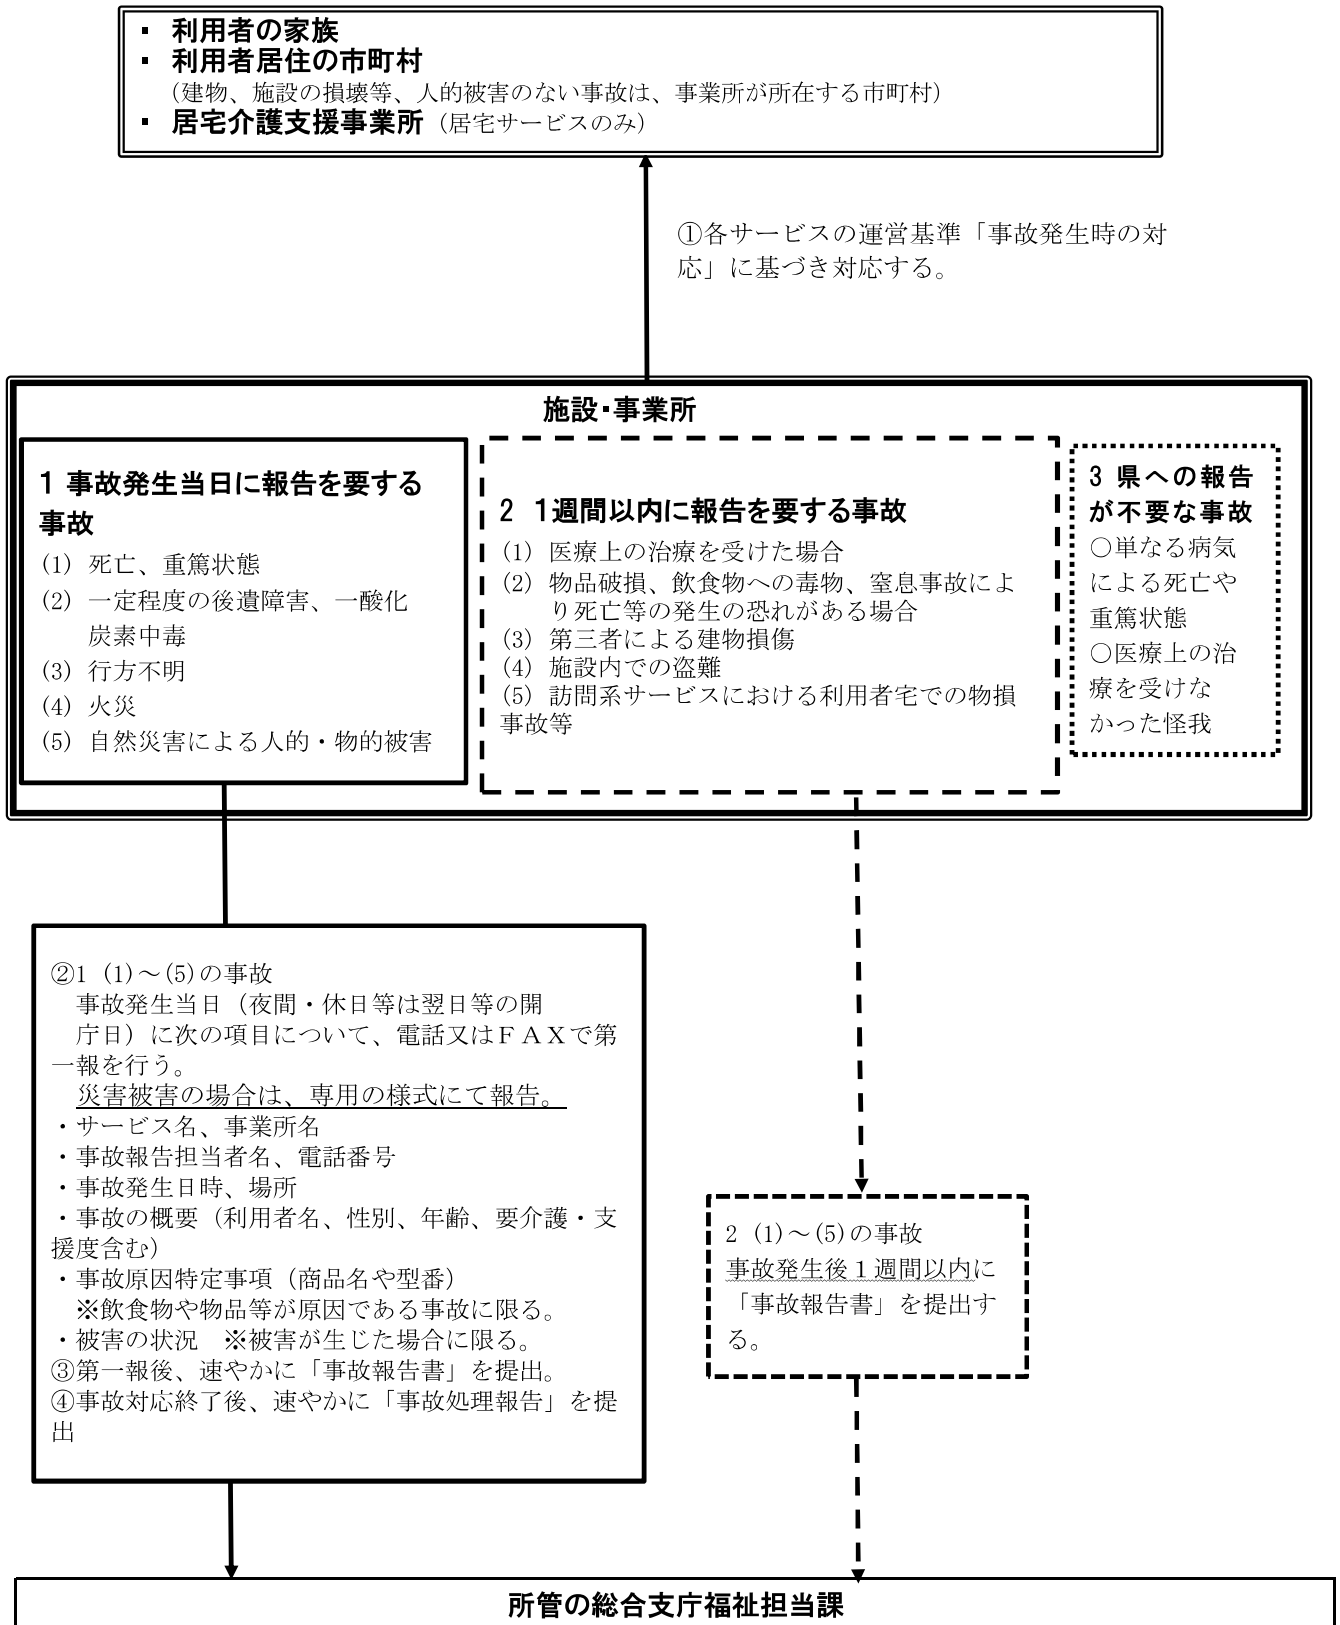 ▪ 利用者の家族
▪ 利用者居住の市町村
（建物、施設の損壊等、人的被害のない事故は、事業所が所在する市町村）
▪ 居宅介護支援事業所（居宅サービスのみ）
①各サービスの運営基準「事故発生時の対
応」に基づき対応する。
施設・事業所
1 事故発生当日に報告を要する
事故
(1) 死亡、重篤状態
(2) 一定程度の後遺障害、一酸化
炭素中毒
(3) 行方不明
(4) 火災
(5) 自然災害による人的・物的被害
2 1週間以内に報告を要する事故
(1) 医療上の治療を受けた場合
(2) 物品破損、飲食物への毒物、窒息事故によ
り死亡等の発生の恐れがある場合
(3) 第三者による建物損傷
(4) 施設内での盗難
(5) 訪問系サービスにおける利用者宅での物損
事故等
3 県への報告
が不要な事故
○単なる病気
による死亡や
重篤状態
○医療上の治
療を受けな
かった怪我
②1 (1)～(5)の事故
事故発生当日（夜間・休日等は翌日等の開
庁日）に次の項目について、電話又はＦＡＸで第
一報を行う。
災害被害の場合は、専用の様式にて報告。
・サービス名、事業所名
・事故報告担当者名、電話番号
・事故発生日時、場所
・事故の概要（利用者名、性別、年齢、要介護・支
援度含む）
・事故原因特定事項（商品名や型番）
※飲食物や物品等が原因である事故に限る。
・被害の状況　※被害が生じた場合に限る。
③第一報後、速やかに「事故報告書」を提出。
④事故対応終了後、速やかに「事故処理報告」を提
出
2 (1)～(5)の事故
事故発生後１週間以内に
「事故報告書」を提出す
る。
所管の総合支庁福祉担当課